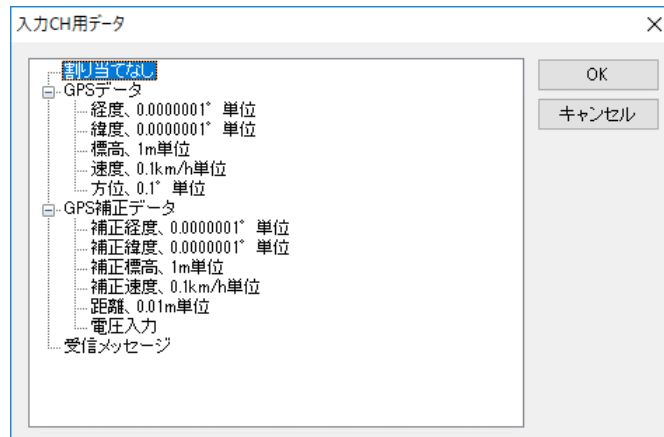 入力CH用データ
割り当てなし
OK
GPSデータ
経度、0.0000001° 単位
キャンセル
緯度、0.0000001° 単位
標高、1m単位
速度、0.1km/h単位
方位、0.1° 単位
GPS補正データ
補正経度、0.0000001° 単位
補正緯度、0.0000001° 単位
補正標高、1m単位
補正速度、0.1km/h単位
距離、0.01m単位
電圧入力
受信メッセージ